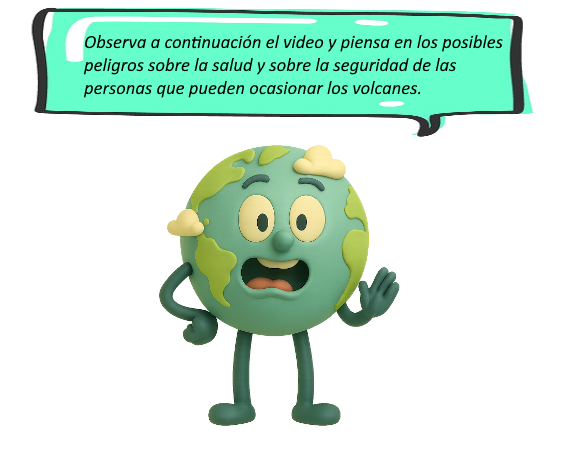 Observa a continuación el video y piensa en los posibles
peligros sobre la salud y sobre la seguridad de las
personas que pueden ocasionar los volcanes.